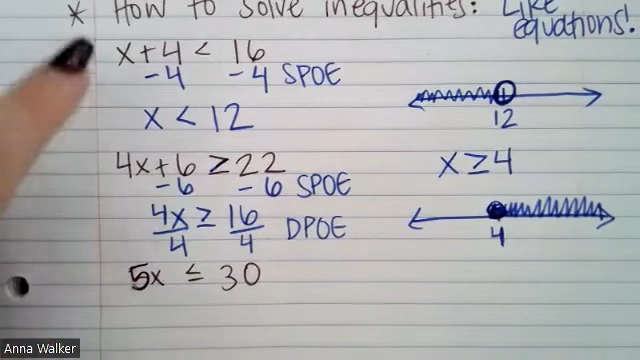 * How to solve inequalities: Like equations!
x + 4 < 16
-4 -4 SPOE
x < 12
12
4x + 6 ≥ 22
-6 -6 SPOE
x ≥ 4
4x/4 ≥ 16/4 DPOE
4
5x ≤ 30
Anna Walker